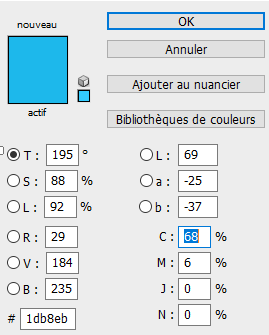 nouveau
OK
Annuler
Ajouter au nuancier
actif
Bibliothèques de couleurs
T : 195 °
L : 69
S : 88 %
a : -25
L : 92 %
b : -37
R : 29
C : 68 %
V : 184
M : 6 %
B : 235
J : 0 %
# 1db8eb
N : 0 %